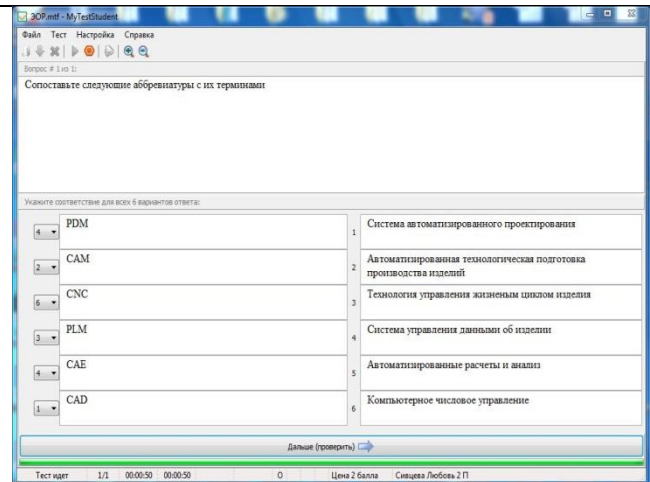 ЭОР.mtf - MyTestStudent
Файл Тест Настройка Справка
Вопрос # 1 из 1:
Сопоставьте следующие аббревиатуры с их терминами
Укажите соответствие для всех 6 вариантов ответа:
4 PDM 1 Система автоматизированного проектирования
2 CAM 2 Автоматизированная технологическая подготовка
производства изделий
6 CNC 3 Технология управления жизненым циклом изделия
3 PLM 4 Система управления данными об изделии
4 CAE 5 Автоматизированные расчеты и анализ
1 CAD 6 Компьютерное числовое управление
Дальше (проверить)
Тест идет 1/1 00:00:50 00:00:50 О Цена 2 балла Сивцева Любовь 2 П